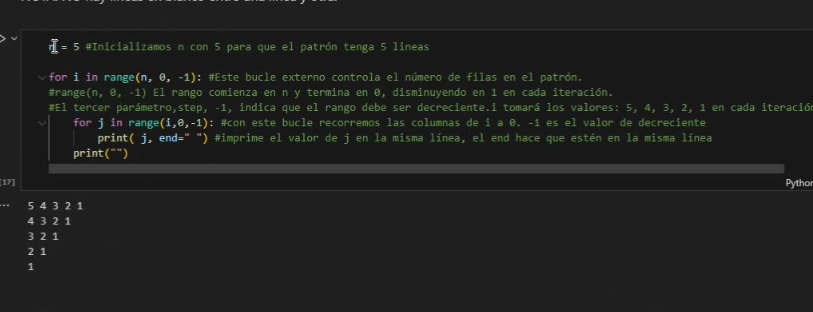 n = 5 #Inicializamos n con 5 para que el patrón tenga 5 lineas
for i in range(n, 0, -1): #Este bucle externo controla el número de filas en el patrón.
#range(n, 0, -1) El rango comienza en n y termina en 0, disminuyendo en 1 en cada iteración.
#El tercer parámetro,step, -1, indica que el rango debe ser decreciente.i tomará los valores: 5, 4, 3, 2, 1 en cada iteración
for j in range(i,0,-1): #con este bucle recorremos las columnas de i a 0. -1 es el valor de decreciente
print( j, end=" ") #imprime el valor de j en la misma línea, el end hace que estén en la misma línea
print("")
[17]
Python
5 4 3 2 1
4 3 2 1
3 2 1
2 1
1